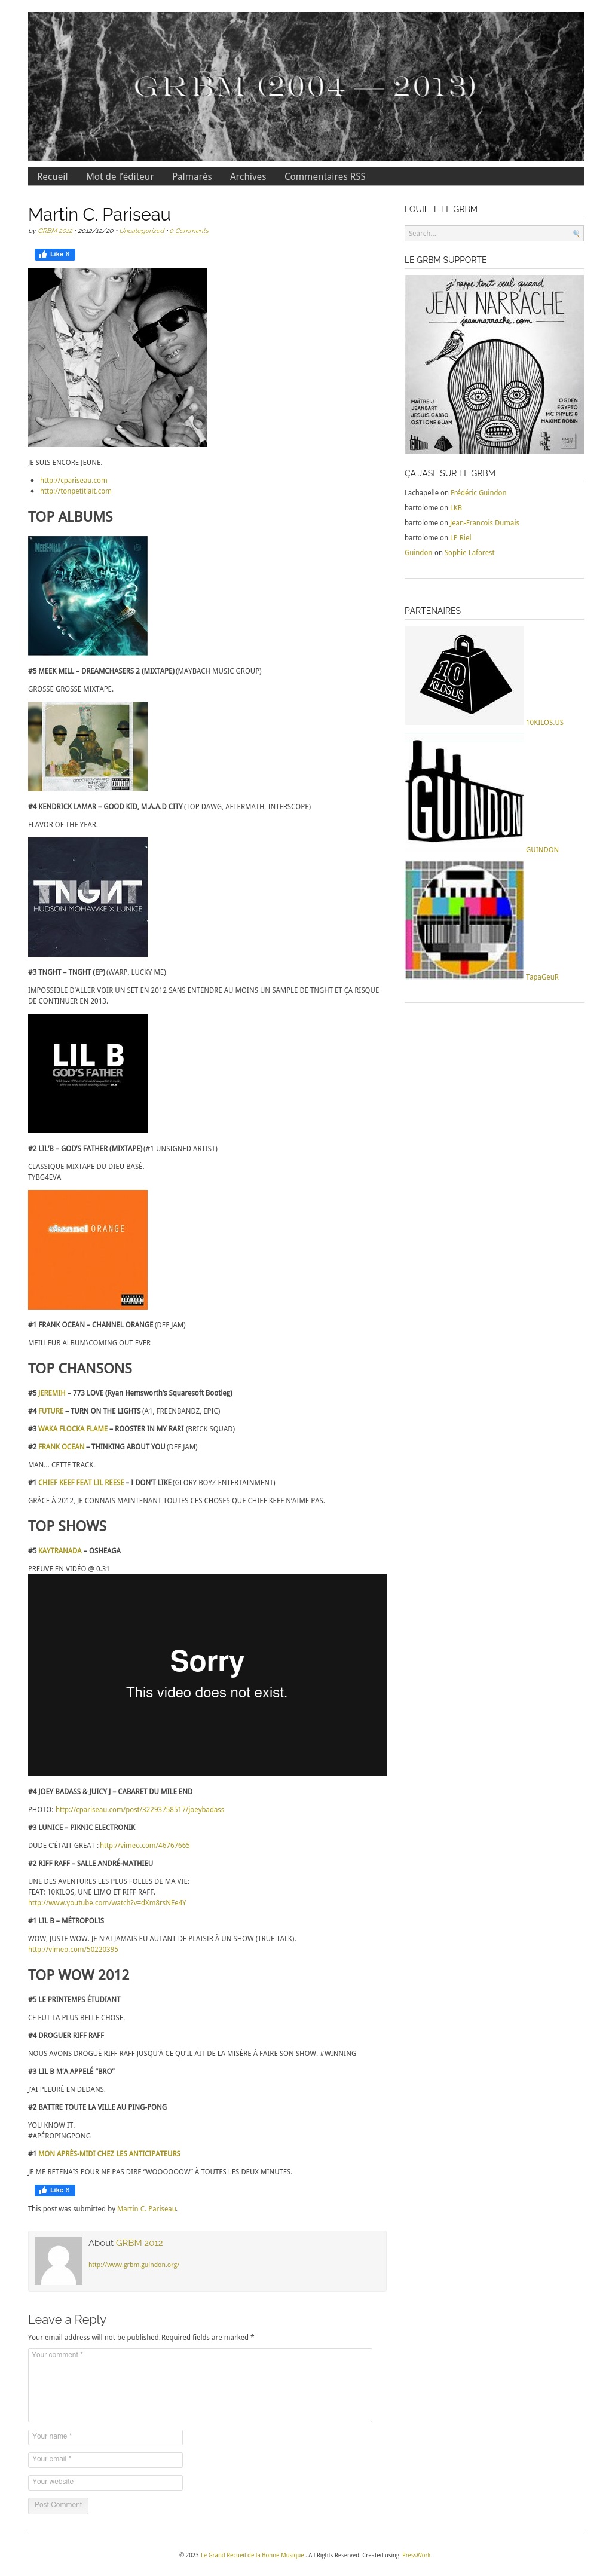 GRBM (2004 — 2013)
Recueil Mot de l'éditeur Palmarès Archives Commentaires RSS
Martin C. Pariseau
by GRBM 2012 • 2012/12/20 • Uncategorized • 0 Comments
Like 8
JE SUIS ENCORE JEUNE.
http://cpariseau.com
http://tonpetitlait.com
TOP ALBUMS
#5 MEEK MILL – DREAMCHASERS 2 (MIXTAPE) (MAYBACH MUSIC GROUP)
GROSSE GROSSE MIXTAPE.
#4 KENDRICK LAMAR – GOOD KID, M.A.A.D CITY (TOP DAWG, AFTERMATH, INTERSCOPE)
FLAVOR OF THE YEAR.
TNGHT
HUDSON MOHAWKE X LUNICE
#3 TNGHT – TNGHT (EP) (WARP, LUCKY ME)
IMPOSSIBLE D'ALLER VOIR UN SET EN 2012 SANS ENTENDRE AU MOINS UN SAMPLE DE TNGHT ET ÇA RISQUE
DE CONTINUER EN 2013.
LIL B
GOD'S FATHER
#2 LIL'B – GOD'S FATHER (MIXTAPE) (#1 UNSIGNED ARTIST)
CLASSIQUE MIXTAPE DU DIEU BASÉ.
TYBG4EVA
channel ORANGE
#1 FRANK OCEAN – CHANNEL ORANGE (DEF JAM)
MEILLEUR ALBUM\COMING OUT EVER
TOP CHANSONS
#5 JEREMIH – 773 LOVE (Ryan Hemsworth's Squaresoft Bootleg)
#4 FUTURE – TURN ON THE LIGHTS (A1, FREENBANDZ, EPIC)
#3 WAKA FLOCKA FLAME – ROOSTER IN MY RARI (BRICK SQUAD)
#2 FRANK OCEAN – THINKING ABOUT YOU (DEF JAM)
MAN… CETTE TRACK.
#1 CHIEF KEEF FEAT LIL REESE – I DON'T LIKE (GLORY BOYZ ENTERTAINMENT)
GRÂCE À 2012, JE CONNAIS MAINTENANT TOUTES CES CHOSES QUE CHIEF KEEF N'AIME PAS.
TOP SHOWS
#5 KAYTRANADA – OSHEAGA
PREUVE EN VIDÉO @ 0.31
Sorry
This video does not exist.
#4 JOEY BADASS & JUICY J – CABARET DU MILE END
PHOTO: http://cpariseau.com/post/32293758517/joeybadass
#3 LUNICE – PIKNIC ELECTRONIK
DUDE C'ÉTAIT GREAT : http://vimeo.com/46767665
#2 RIFF RAFF – SALLE ANDRÉ-MATHIEU
UNE DES AVENTURES LES PLUS FOLLES DE MA VIE:
FEAT: 10KILOS, UNE LIMO ET RIFF RAFF.
http://www.youtube.com/watch?v=dXm8rsNEe4Y
#1 LIL B – MÉTROPOLIS
WOW, JUSTE WOW. JE N'AI JAMAIS EU AUTANT DE PLAISIR À UN SHOW (TRUE TALK).
http://vimeo.com/50220395
TOP WOW 2012
#5 LE PRINTEMPS ÉTUDIANT
CE FUT LA PLUS BELLE CHOSE.
#4 DROGUER RIFF RAFF
NOUS AVONS DROGUÉ RIFF RAFF JUSQU'À CE QU'IL AIT DE LA MISÈRE À FAIRE SON SHOW. #WINNING
#3 LIL B M'A APPELÉ "BRO"
J'AI PLEURÉ EN DEDANS.
#2 BATTRE TOUTE LA VILLE AU PING-PONG
YOU KNOW IT.
#APÉROPINGPONG
#1 MON APRÈS-MIDI CHEZ LES ANTICIPATEURS
JE ME RETENAIS POUR NE PAS DIRE "WOOOOOOW" À TOUTES LES DEUX MINUTES.
Like 8
This post was submitted by Martin C. Pariseau.
About GRBM 2012
http://www.grbm.guindon.org/
Leave a Reply
Your email address will not be published. Required fields are marked *
Your comment *
Your name *
Your email *
Your website
Post Comment
FOUILLE LE GRBM
Search...
LE GRBM SUPPORTE
j'rappe tout seul quand
JEAN NARRACHE
jeannarrache.com
MAÎTRE J
JEANBART
JESUIS GABBO
OSTI ONE & JAM
OGDEN
EGYPTO
MC PHYLIS &
MAXIME ROBIN
ÇA JASE SUR LE GRBM
Lachapelle on Frédéric Guindon
bartolome on LKB
bartolome on Jean-Francois Dumais
bartolome on LP Riel
Guindon on Sophie Laforest
PARTENAIRES
10
KILOS.US
10KILOS.US
GUINDON
GUINDON
TapaGeuR
© 2023 Le Grand Recueil de la Bonne Musique . All Rights Reserved. Created using PressWork.